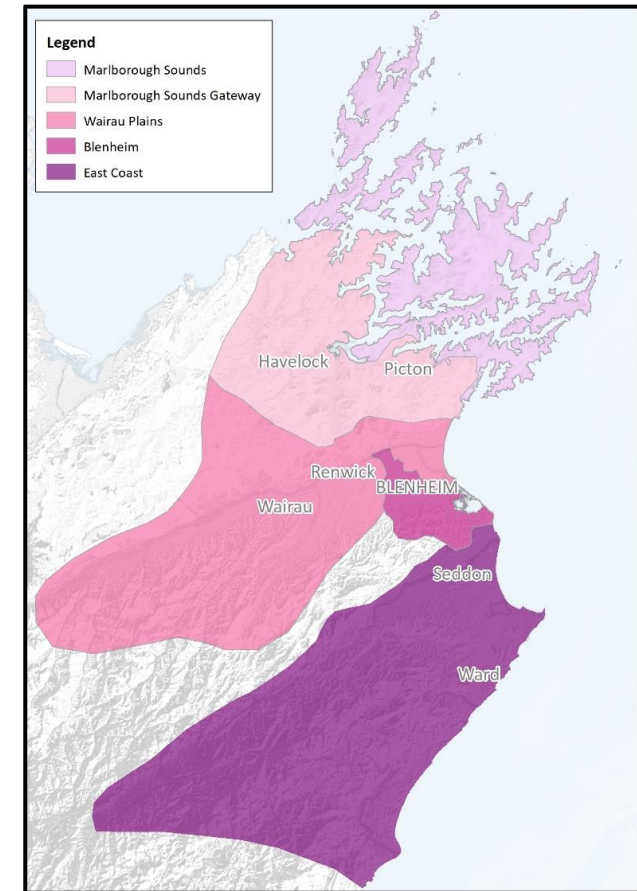 Legend
Marlborough Sounds
Marlborough Sounds Gateway
Wairau Plains
Blenheim
East Coast
Havelock
Picton
Renwick
BLENHEIM
Wairau
Seddon
Ward